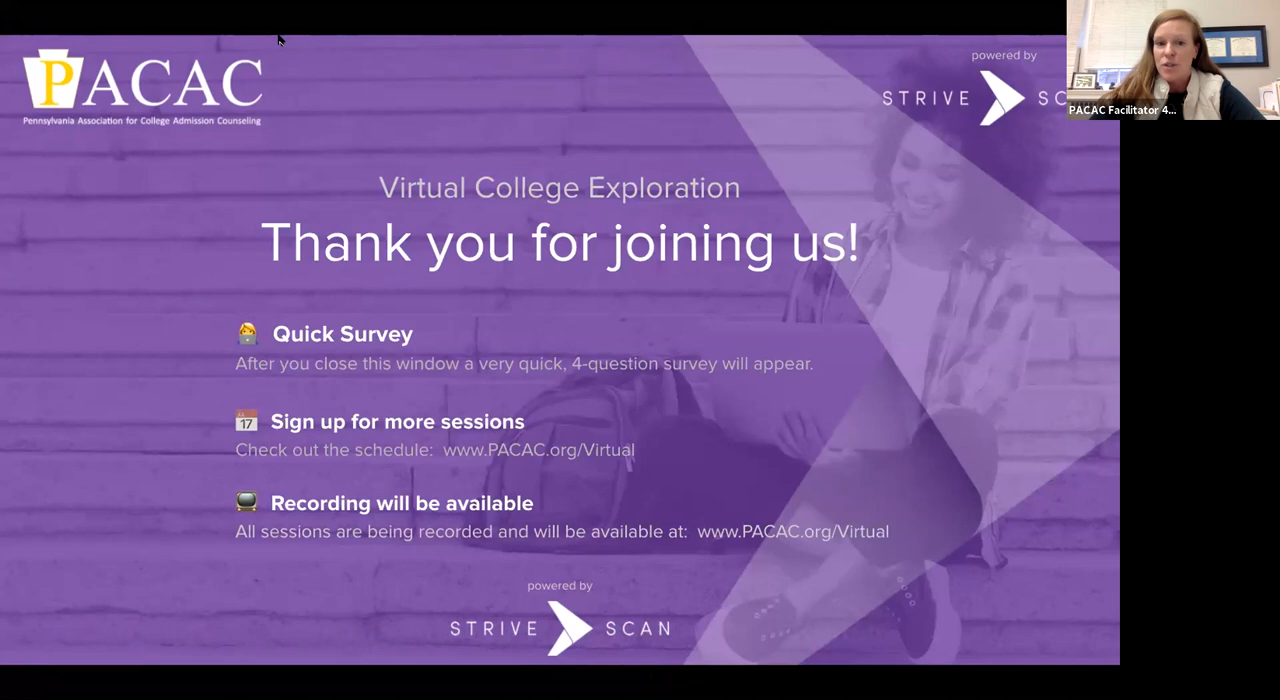 PACAC
Pennsylvania Association for College Admission Counseling
powered by
STRIVE SC
PACAC Facilitator 4...
Virtual College Exploration
Thank you for joining us!
Quick Survey
After you close this window a very quick, 4-question survey will appear.
17
Sign up for more sessions
Check out the schedule: www.PACAC.org/Virtual
Recording will be available
All sessions are being recorded and will be available at: www.PACAC.org/Virtual
powered by
STRIVE SCAN